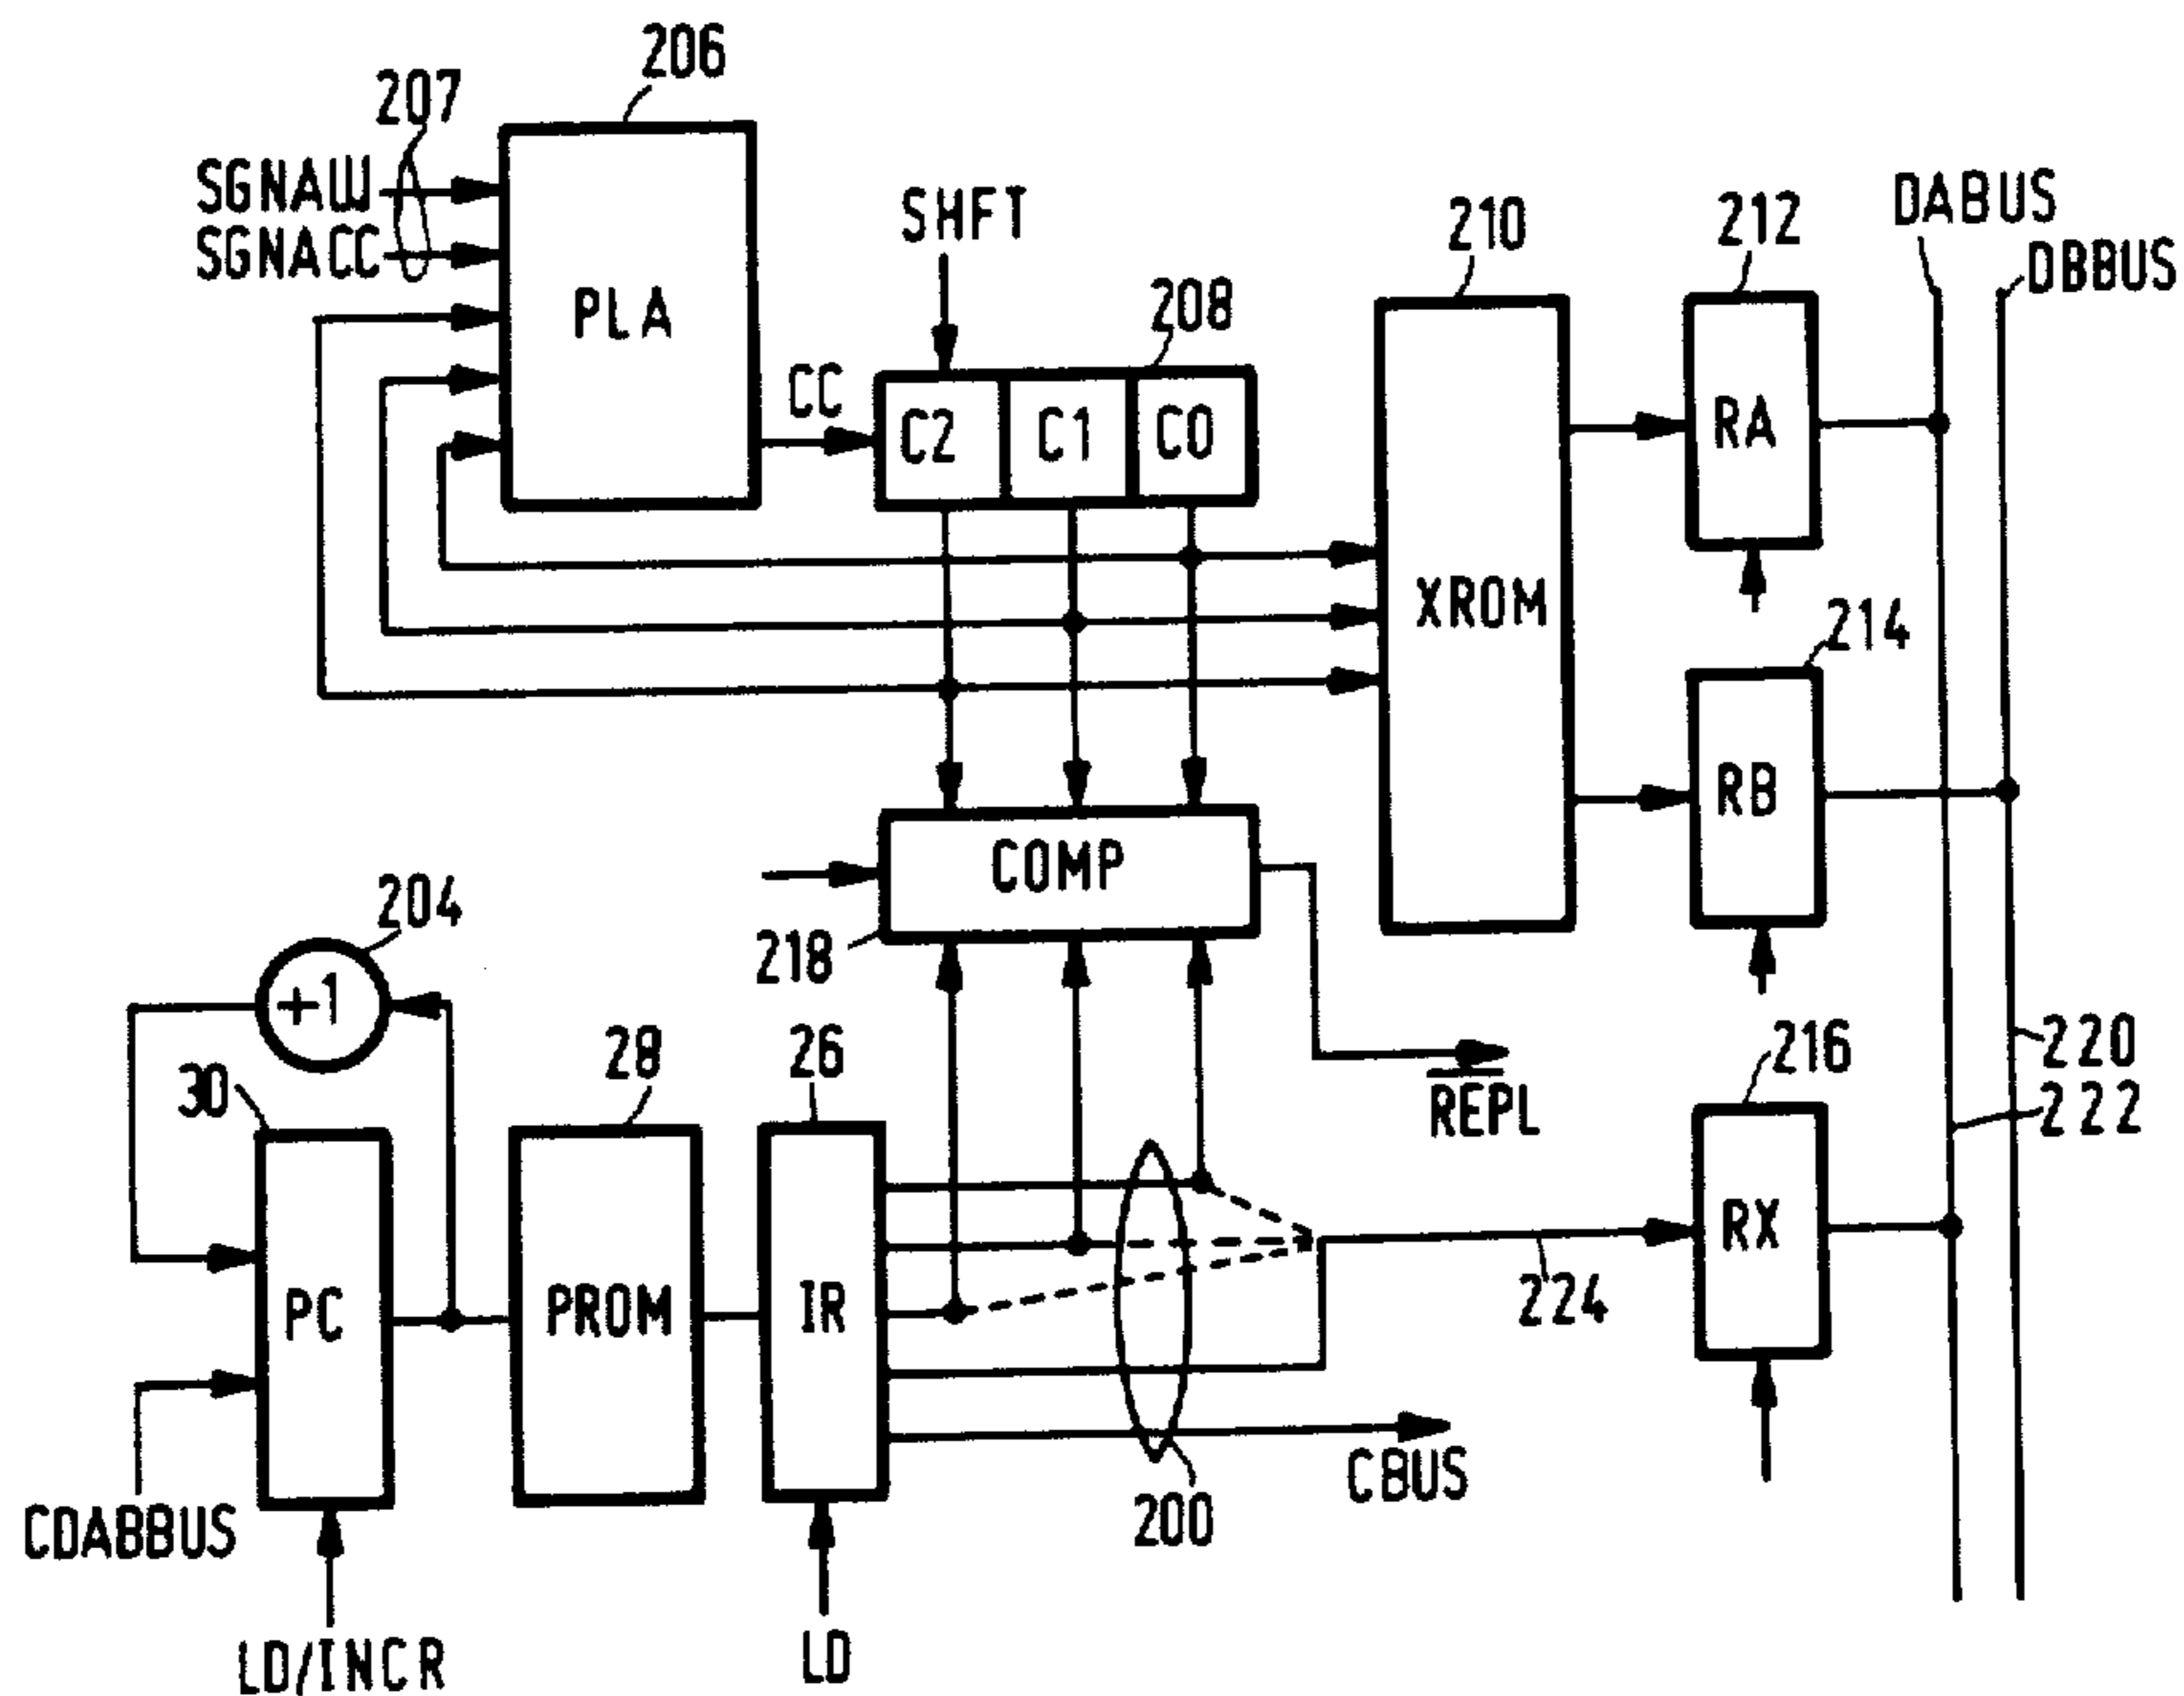 206
207
SGNAW
SGNACC
PLA
SHFT
CC
208
C2 C1 C0
210
XROM
212
RA
DABUS
DBBUS
214
RB
COMP
218
204
+1
30
28
26
REPL
216
220
222
PC
PROM
IR
RX
224
200
CBUS
CDABBUS
LD/INCR
LD